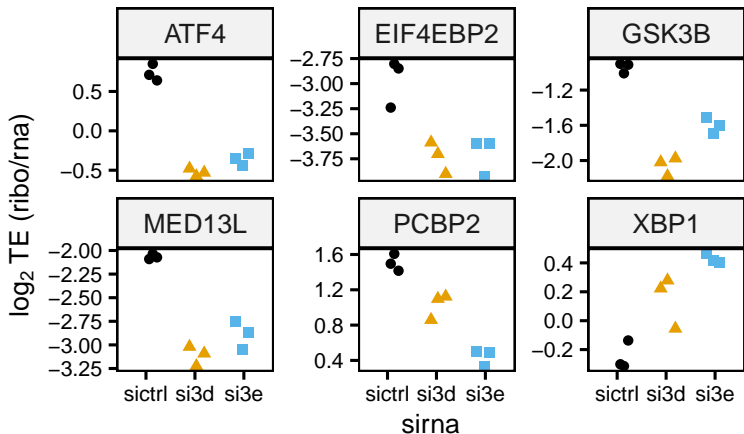 ATF4
EIF4EBP2
GSK3B
0.5
0.0
−0.5
−2.75
−3.00
−3.25
−3.50
−3.75
−1.2
−1.6
−2.0
MED13L
PCBP2
XBP1
−2.00
−2.25
−2.50
−2.75
−3.00
−3.25
1.6
1.2
0.8
0.4
0.4
0.2
0.0
−0.2
sictrl si3d si3e
sictrl si3d si3e
sictrl si3d si3e
sirna
log₂ TE (ribo/rna)